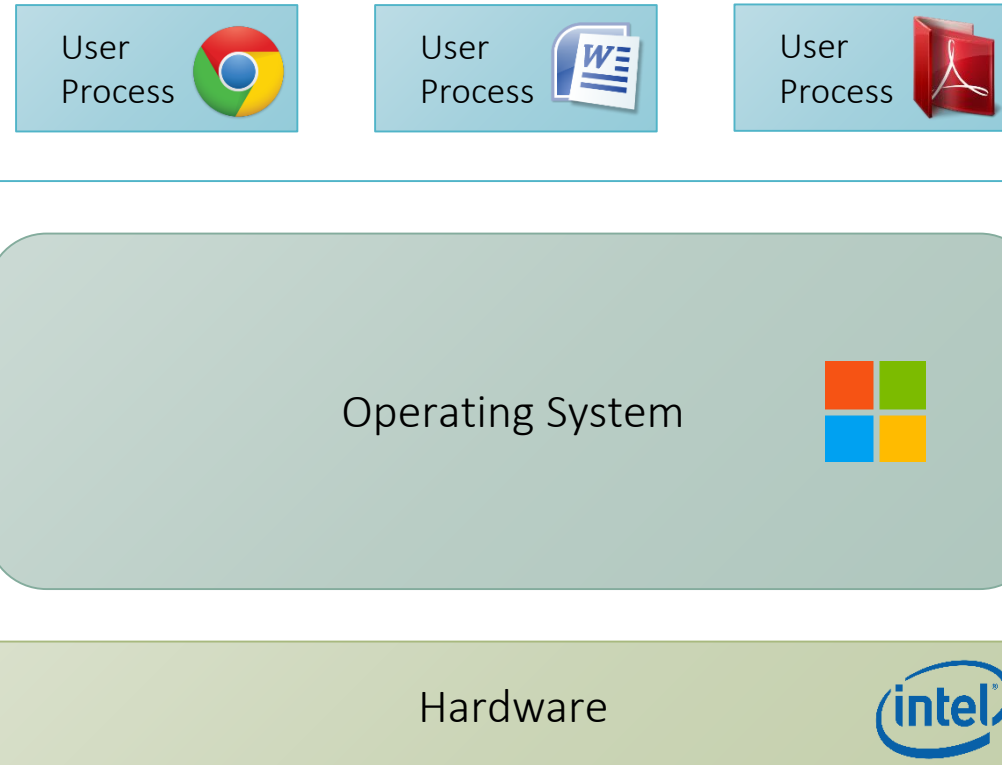 User
Process
W
User
Process
User
Process
Operating System
Hardware
intel